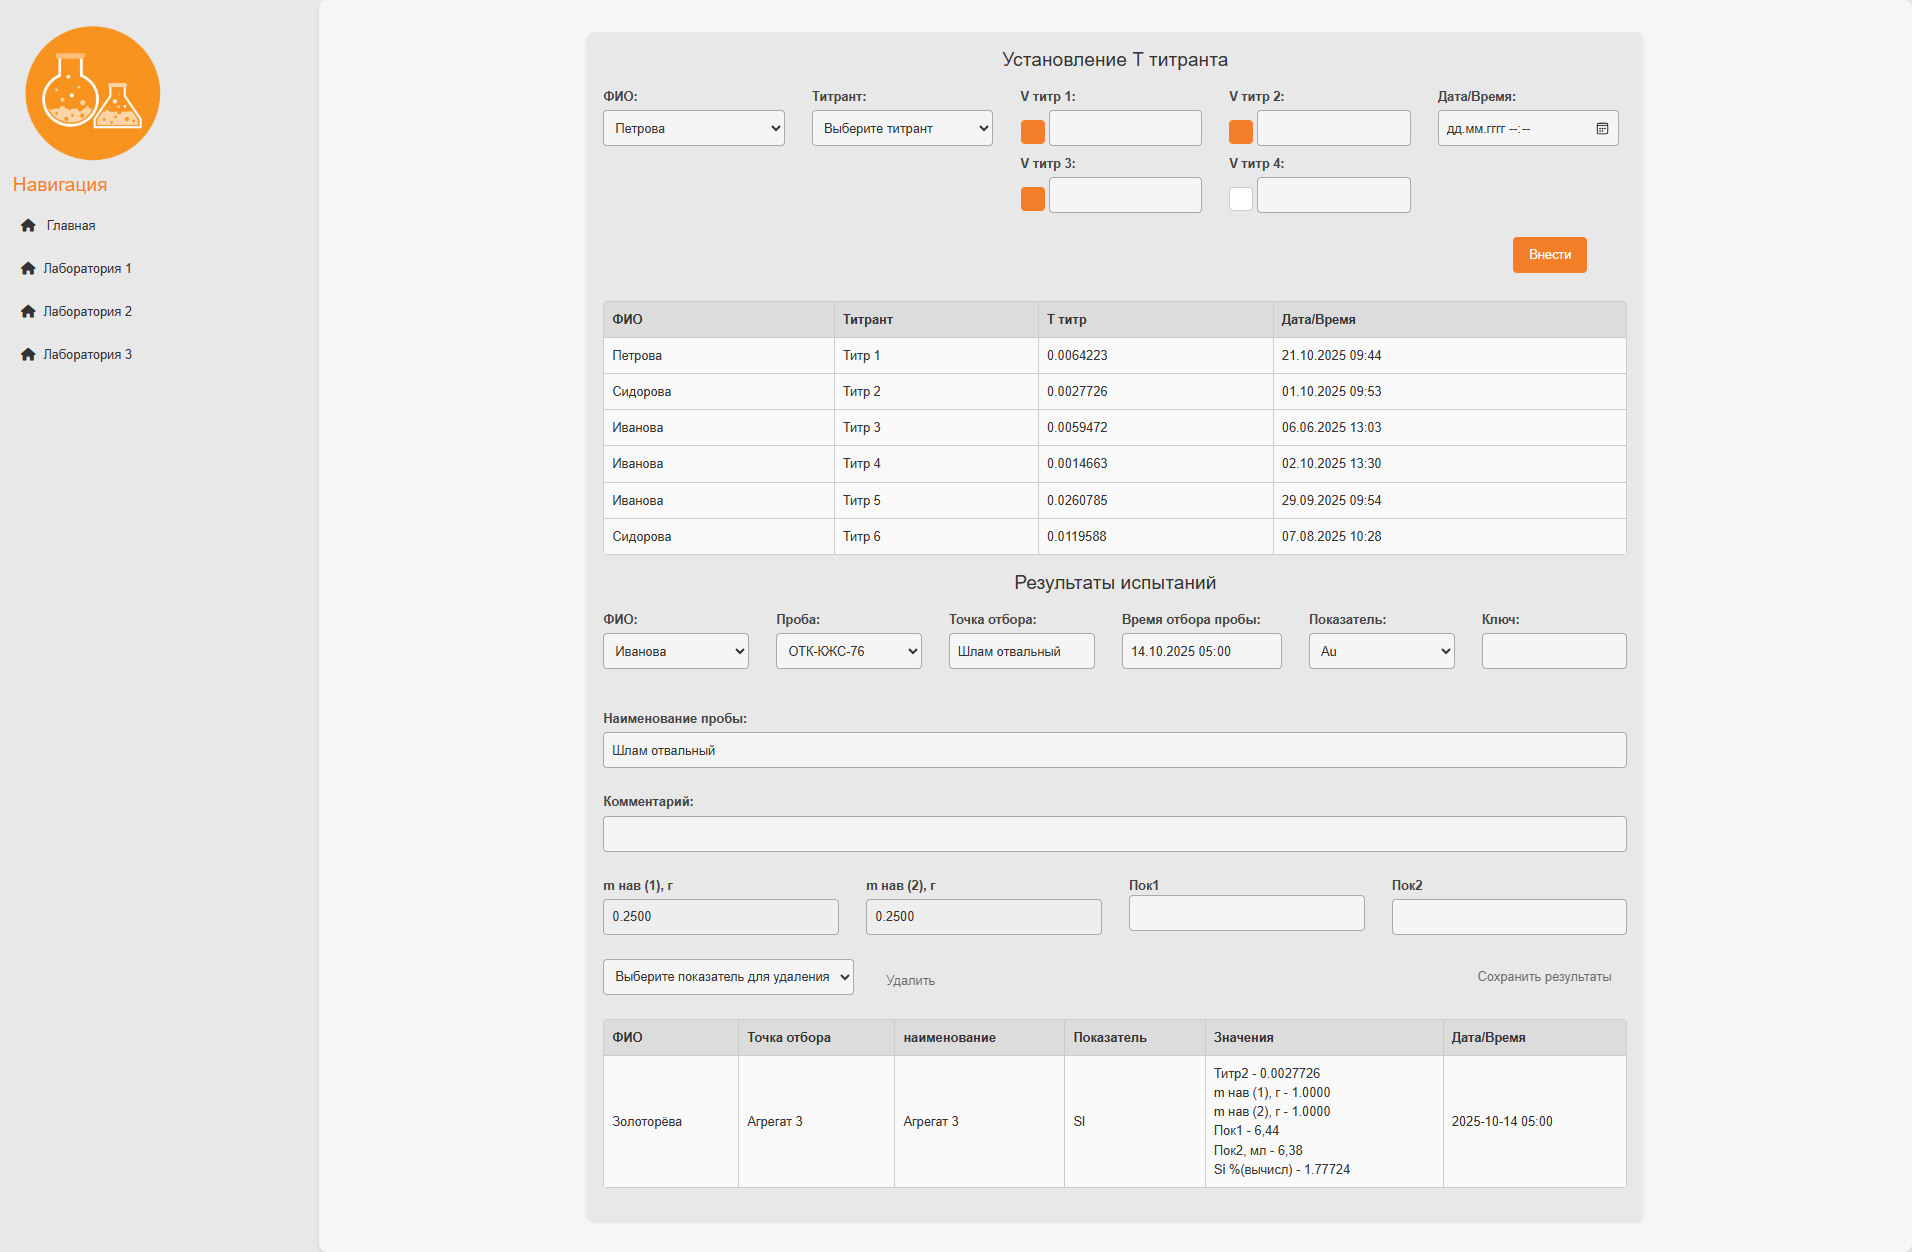 Навигация
Главная
Лаборатория 1
Лаборатория 2
Лаборатория 3
Установление Т титранта
ФИО: Титрант: V титр 1: V титр 2: Дата/Время:
Петрова Выберите титрант дд.мм.гггг --:--
V титр 3: V титр 4:
Внести
ФИО Титрант Т титр Дата/Время
Петрова Титр 1 0.0064223 21.10.2025 09:44
Сидорова Титр 2 0.0027726 01.10.2025 09:53
Иванова Титр 3 0.0059472 06.06.2025 13:03
Иванова Титр 4 0.0014663 02.10.2025 13:30
Иванова Титр 5 0.0260785 29.09.2025 09:54
Сидорова Титр 6 0.0119588 07.08.2025 10:28
Результаты испытаний
ФИО: Проба: Точка отбора: Время отбора пробы: Показатель: Ключ:
Иванова ОТК-КЖС-76 Шлам отвальный 14.10.2025 05:00 Au
Наименование пробы:
Шлам отвальный
Комментарий:
m нав (1), г m нав (2), г Пок1 Пок2
0.2500 0.2500
Выберите показатель для удаления Удалить Сохранить результаты
ФИО Точка отбора наименование Показатель Значения Дата/Время
Золоторёва Агрегат 3 Агрегат 3 SI
Титр2 - 0.0027726
m нав (1), г - 1.0000
m нав (2), г - 1.0000
Пок1 - 6,44
Пок2, мл - 6,38
Si %(вычисл) - 1.77724
2025-10-14 05:00